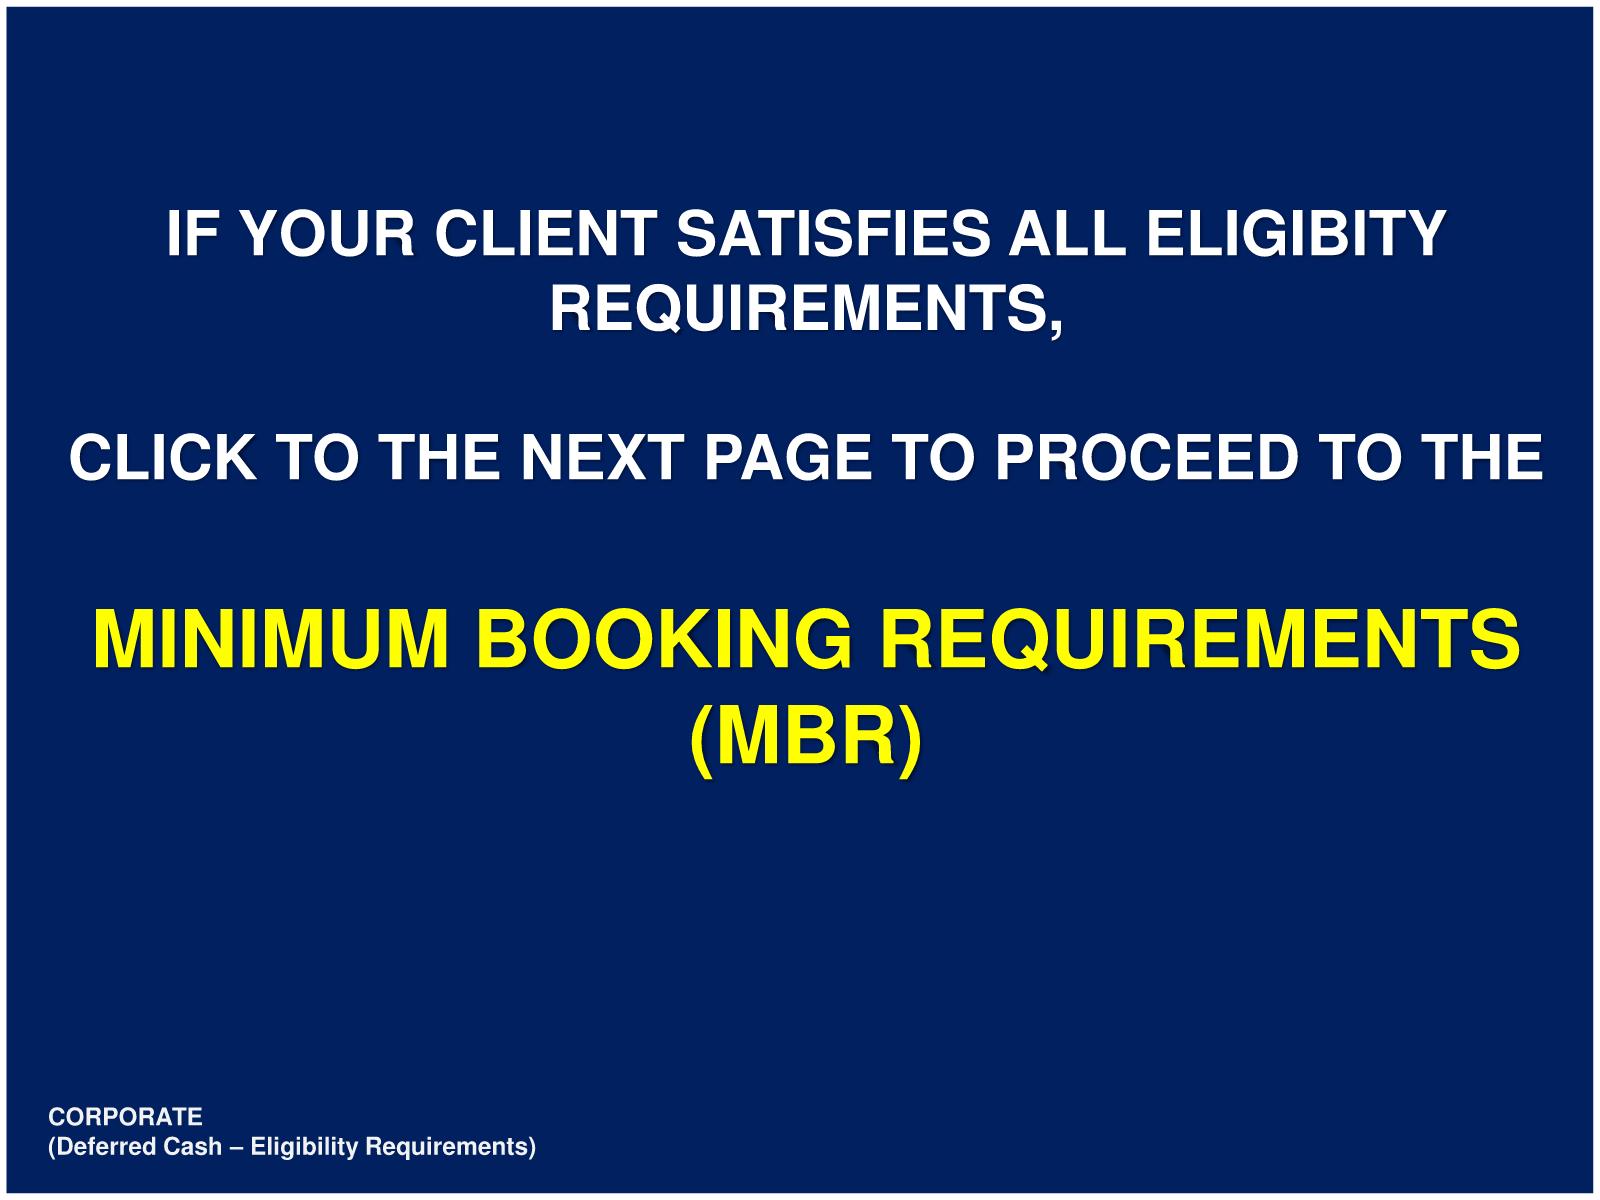 IF YOUR CLIENT SATISFIES ALL ELIGIBITY
REQUIREMENTS,
CLICK TO THE NEXT PAGE TO PROCEED TO THE
MINIMUM BOOKING REQUIREMENTS
(MBR)
CORPORATE
(Deferred Cash – Eligibility Requirements)